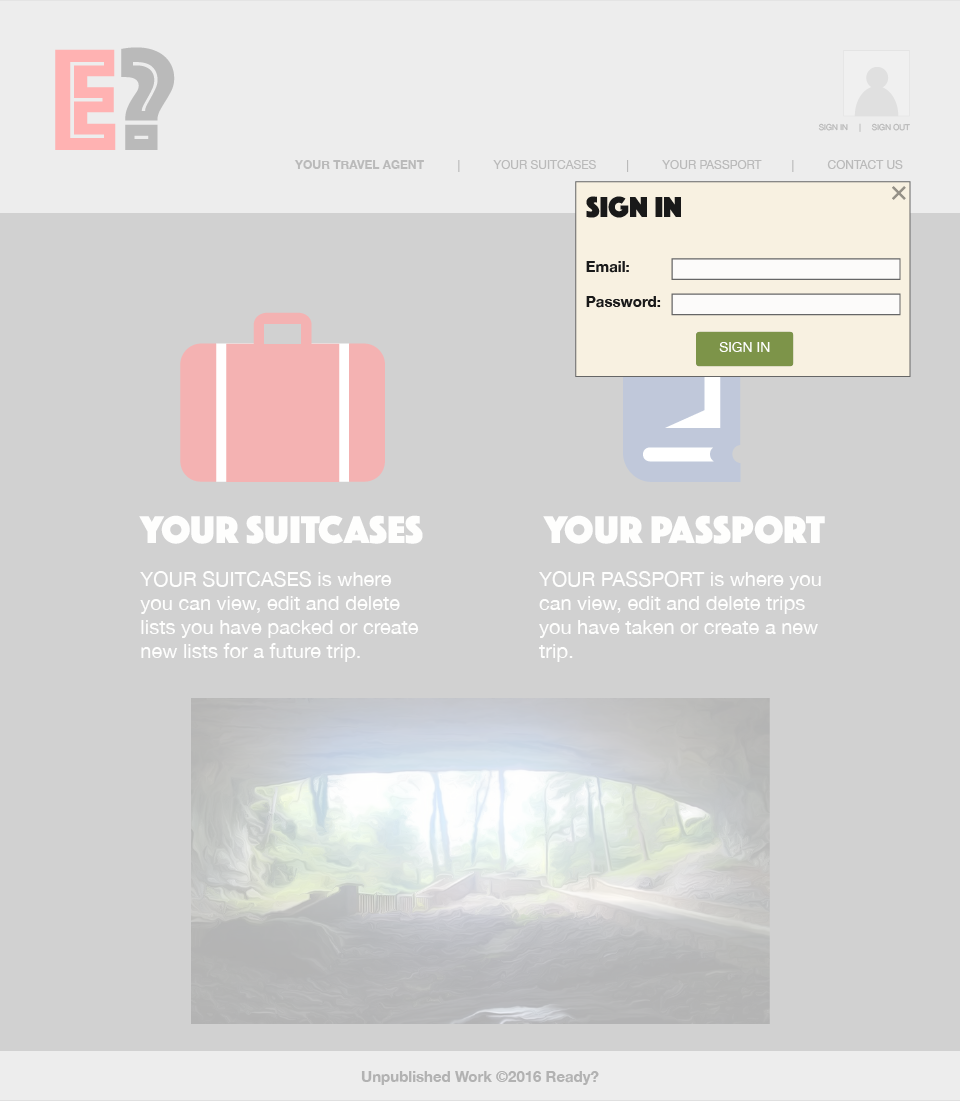 E?
SIGN IN | SIGN OUT
YOUR TRAVEL AGENT | YOUR SUITCASES | YOUR PASSPORT | CONTACT US
SIGN IN
Email:
Password:
SIGN IN
YOUR SUITCASES
YOUR SUITCASES is where
you can view, edit and delete
lists you have packed or create
new lists for a future trip.
YOUR PASSPORT
YOUR PASSPORT is where you
can view, edit and delete trips
you have taken or create a new
trip.
Unpublished Work ©2016 Ready?